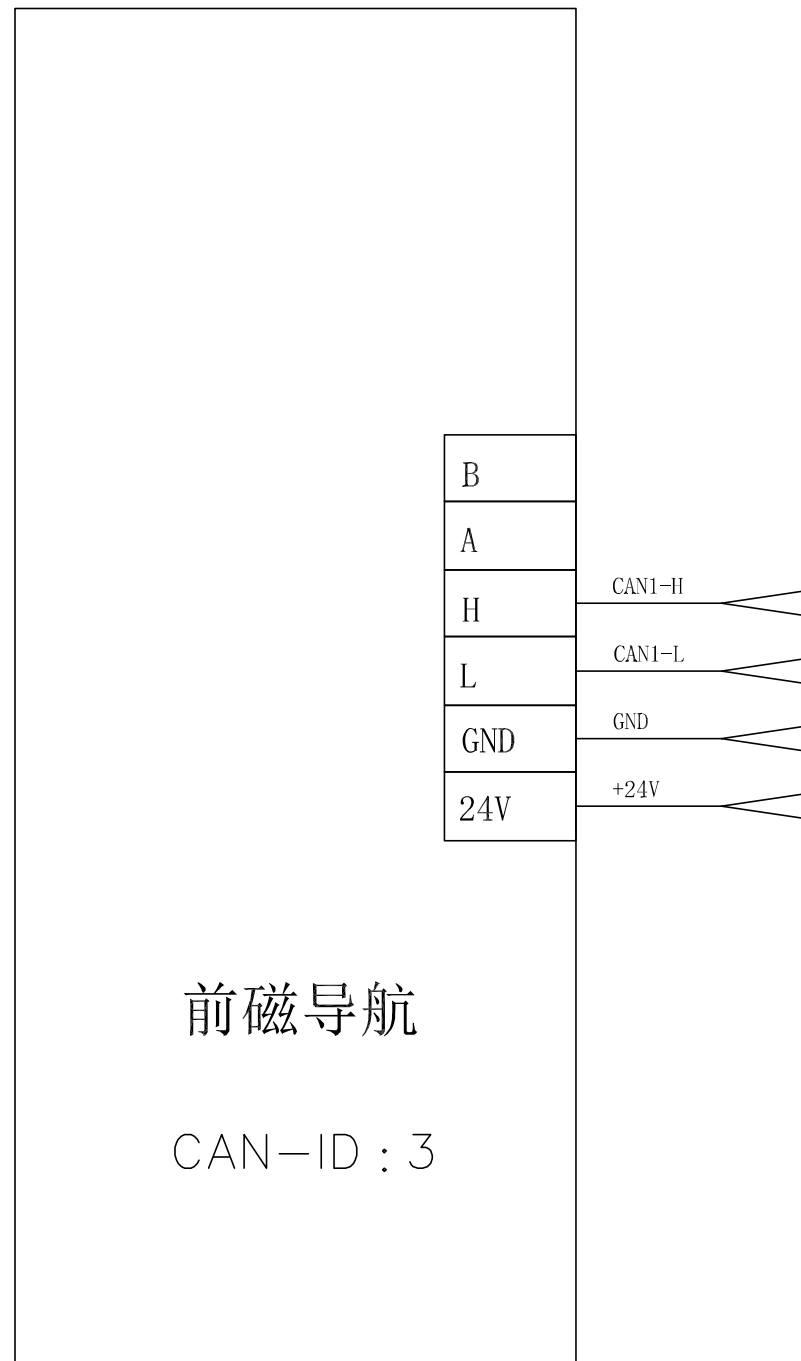 B
A
H
CAN1-H
L
CAN1-L
GND
GND
24V
+24V
前磁导航
CAN-ID:3